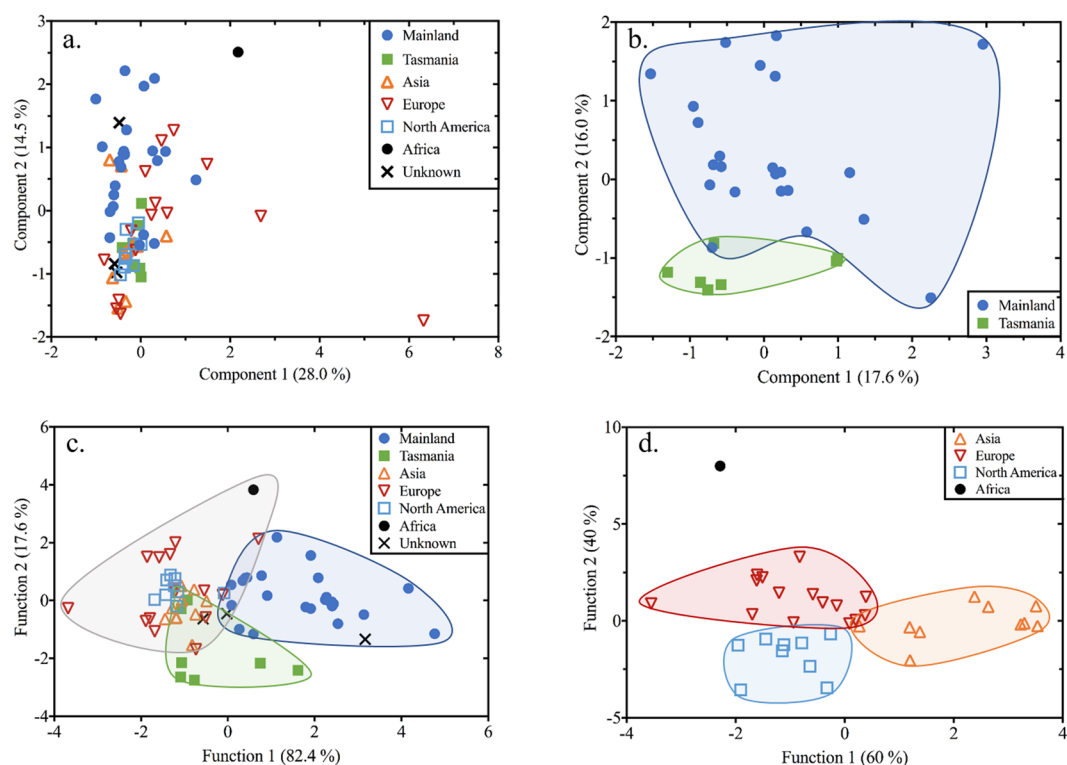 a.
3
2
1
0
-1
-2
-2
0
2
4
6
8
Component 2 (14.5 %)
Component 1 (28.0 %)
Mainland
Tasmania
Asia
Europe
North America
Africa
Unknown
b.
2
1
0
-1
-2
-2
-1
0
1
2
3
4
Component 2 (16.0 %)
Component 1 (17.6 %)
Mainland
Tasmania
c.
6
4
2
0
-2
-4
-4
-2
0
2
4
6
Function 2 (17.6 %)
Function 1 (82.4 %)
Mainland
Tasmania
Asia
Europe
North America
Africa
Unknown
d.
10
5
0
-5
-4
-2
0
2
4
Function 2 (40 %)
Function 1 (60 %)
Asia
Europe
North America
Africa